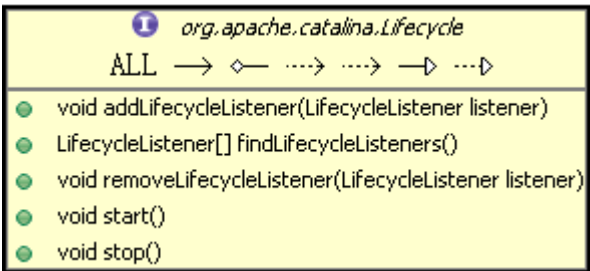 I org.apache.catalina.Lifecycle
ALL
void addLifecycleListener(LifecycleListener listener)
LifecycleListener[] findLifecycleListeners()
void removeLifecycleListener(LifecycleListener listener)
void start()
void stop()